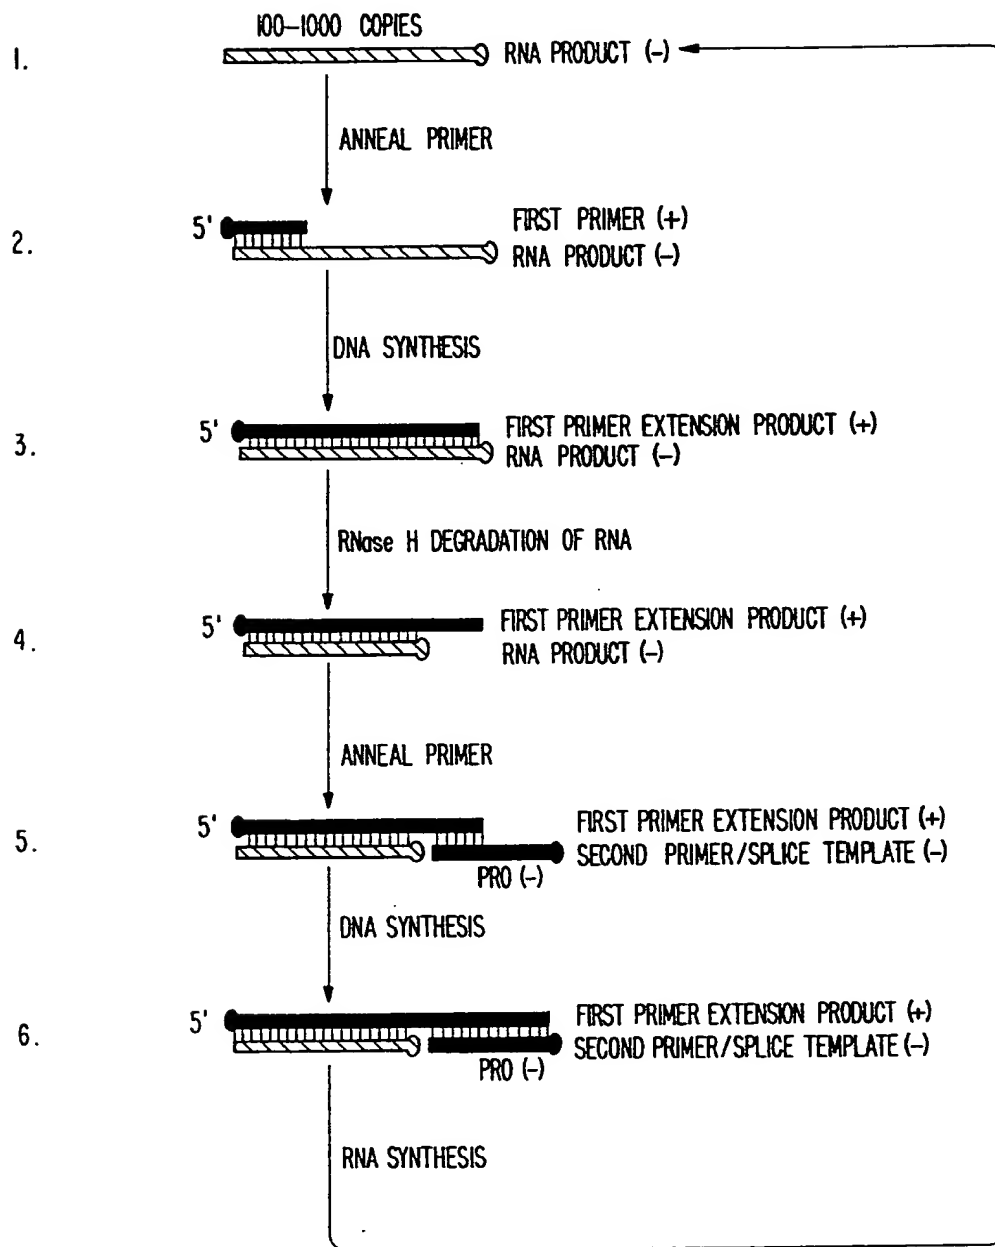 100-1000 COPIES
1.
RNA PRODUCT (-)
ANNEAL PRIMER
5'
FIRST PRIMER (+)
2.
RNA PRODUCT (-)
DNA SYNTHESIS
5'
FIRST PRIMER EXTENSION PRODUCT (+)
3.
RNA PRODUCT (-)
RNase H DEGRADATION OF RNA
5'
FIRST PRIMER EXTENSION PRODUCT (+)
4.
RNA PRODUCT (-)
ANNEAL PRIMER
5'
FIRST PRIMER EXTENSION PRODUCT (+)
5.
SECOND PRIMER/SPLICE TEMPLATE (-)
PRO (-)
DNA SYNTHESIS
5'
FIRST PRIMER EXTENSION PRODUCT (+)
6.
SECOND PRIMER/SPLICE TEMPLATE (-)
PRO (-)
RNA SYNTHESIS